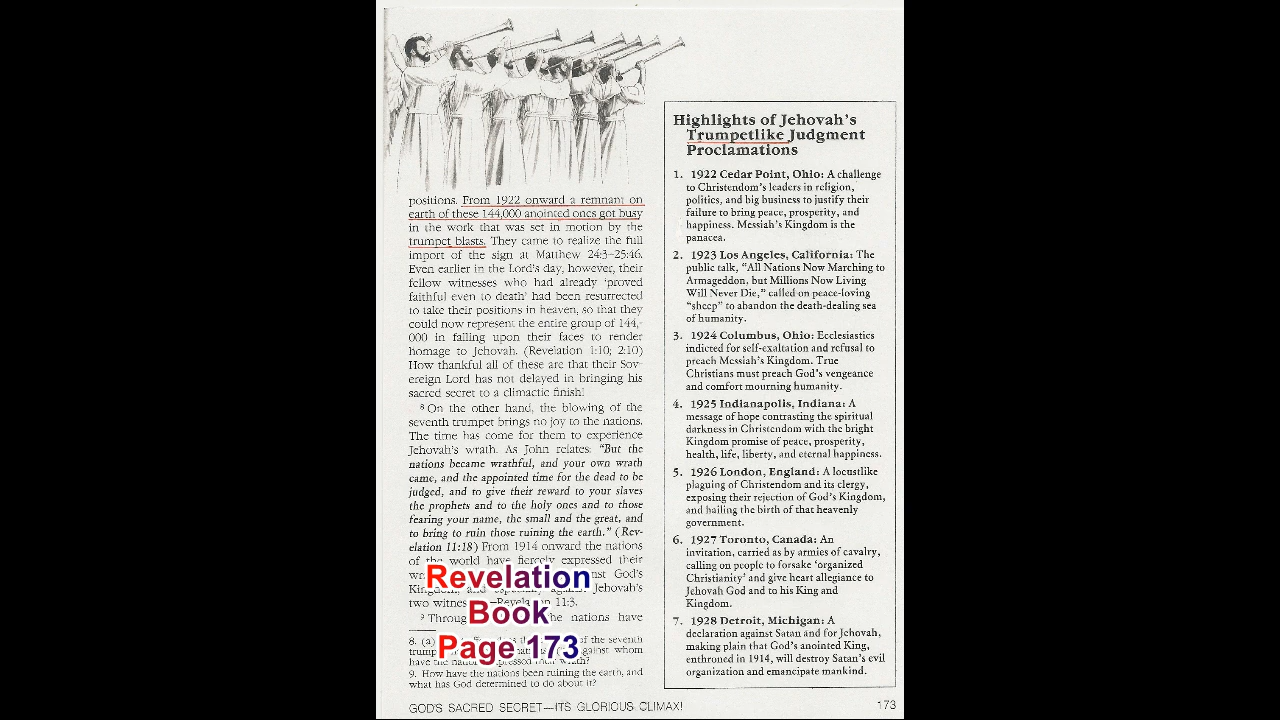 positions. From 1922 onward a remnant on
earth of these 144,000 anointed ones got busy
in the work that was set in motion by the
trumpet blasts. They came to realize the full
import of the sign at Matthew 24:3–25:46.
Even earlier in the Lord's day, however, their
fellow witnesses who had already 'proved
faithful even to death' had been resurrected
to take their positions in heaven, so that they
could now represent the entire group of 144,-
000 in falling upon their faces to render
homage to Jehovah. (Revelation 1:10; 2:10)
How thankful all of these are that their Sov-
ereign Lord has not delayed in bringing his
sacred secret to a climactic finish!
8 On the other hand, the blowing of the
seventh trumpet brings no joy to the nations.
The time has come for them to experience
Jehovah's wrath. As John relates: "But the
nations became wrathful, and your own wrath
came, and the appointed time for the dead to be
judged, and to give their reward to your slaves
the prophets and to the holy ones and to those
fearing your name, the small and the great, and
to bring to ruin those ruining the earth." (Rev-
elation 11:18) From 1914 onward the nations
of the world have fiercely expressed their
God's
Jehovah's
two 11:3.
9 nations have
8. (a) of the seventh
whom
have the
9. How have the nations been ruining the earth, and
what has God determined to do about it?
Revelation
Book
Page 173
Highlights of Jehovah's
Trumpetlike Judgment
Proclamations
1. 1922 Cedar Point, Ohio: A challenge
to Christendom's leaders in religion,
politics, and big business to justify their
failure to bring peace, prosperity, and
happiness. Messiah's Kingdom is the
panacea.
2. 1923 Los Angeles, California: The
public talk, "All Nations Now Marching to
Armageddon, but Millions Now Living
Will Never Die," called on peace-loving
"sheep" to abandon the death-dealing sea
of humanity.
3. 1924 Columbus, Ohio: Ecclesiastics
indicted for self-exaltation and refusal to
preach Messiah's Kingdom. True
Christians must preach God's vengeance
and comfort mourning humanity.
4. 1925 Indianapolis, Indiana: A
message of hope contrasting the spiritual
darkness in Christendom with the bright
Kingdom promise of peace, prosperity,
health, life, liberty, and eternal happiness.
5. 1926 London, England: A locustlike
plaguing of Christendom and its clergy,
exposing their rejection of God's Kingdom,
and hailing the birth of that heavenly
government.
6. 1927 Toronto, Canada: An
invitation, carried as by armies of cavalry,
calling on people to forsake 'organized
Christianity' and give heart allegiance to
Jehovah God and to his King and
Kingdom.
7. 1928 Detroit, Michigan: A
declaration against Satan and for Jehovah,
making plain that God's anointed King,
enthroned in 1914, will destroy Satan's evil
organization and emancipate mankind.
GOD'S SACRED SECRET—ITS GLORIOUS CLIMAX! 173